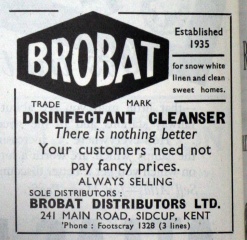 BROBAT
Established
1935
for snow white
linen and clean
sweet homes.
TRADE MARK
DISINFECTANT CLEANSER
There is nothing better
Your customers need not
pay fancy prices.
ALWAYS SELLING
SOLE DISTRIBUTORS:
BROBAT DISTRIBUTORS LTD.
241 MAIN ROAD, SIDCUP, KENT
'Phone: Footscray 1328 (3 lines)